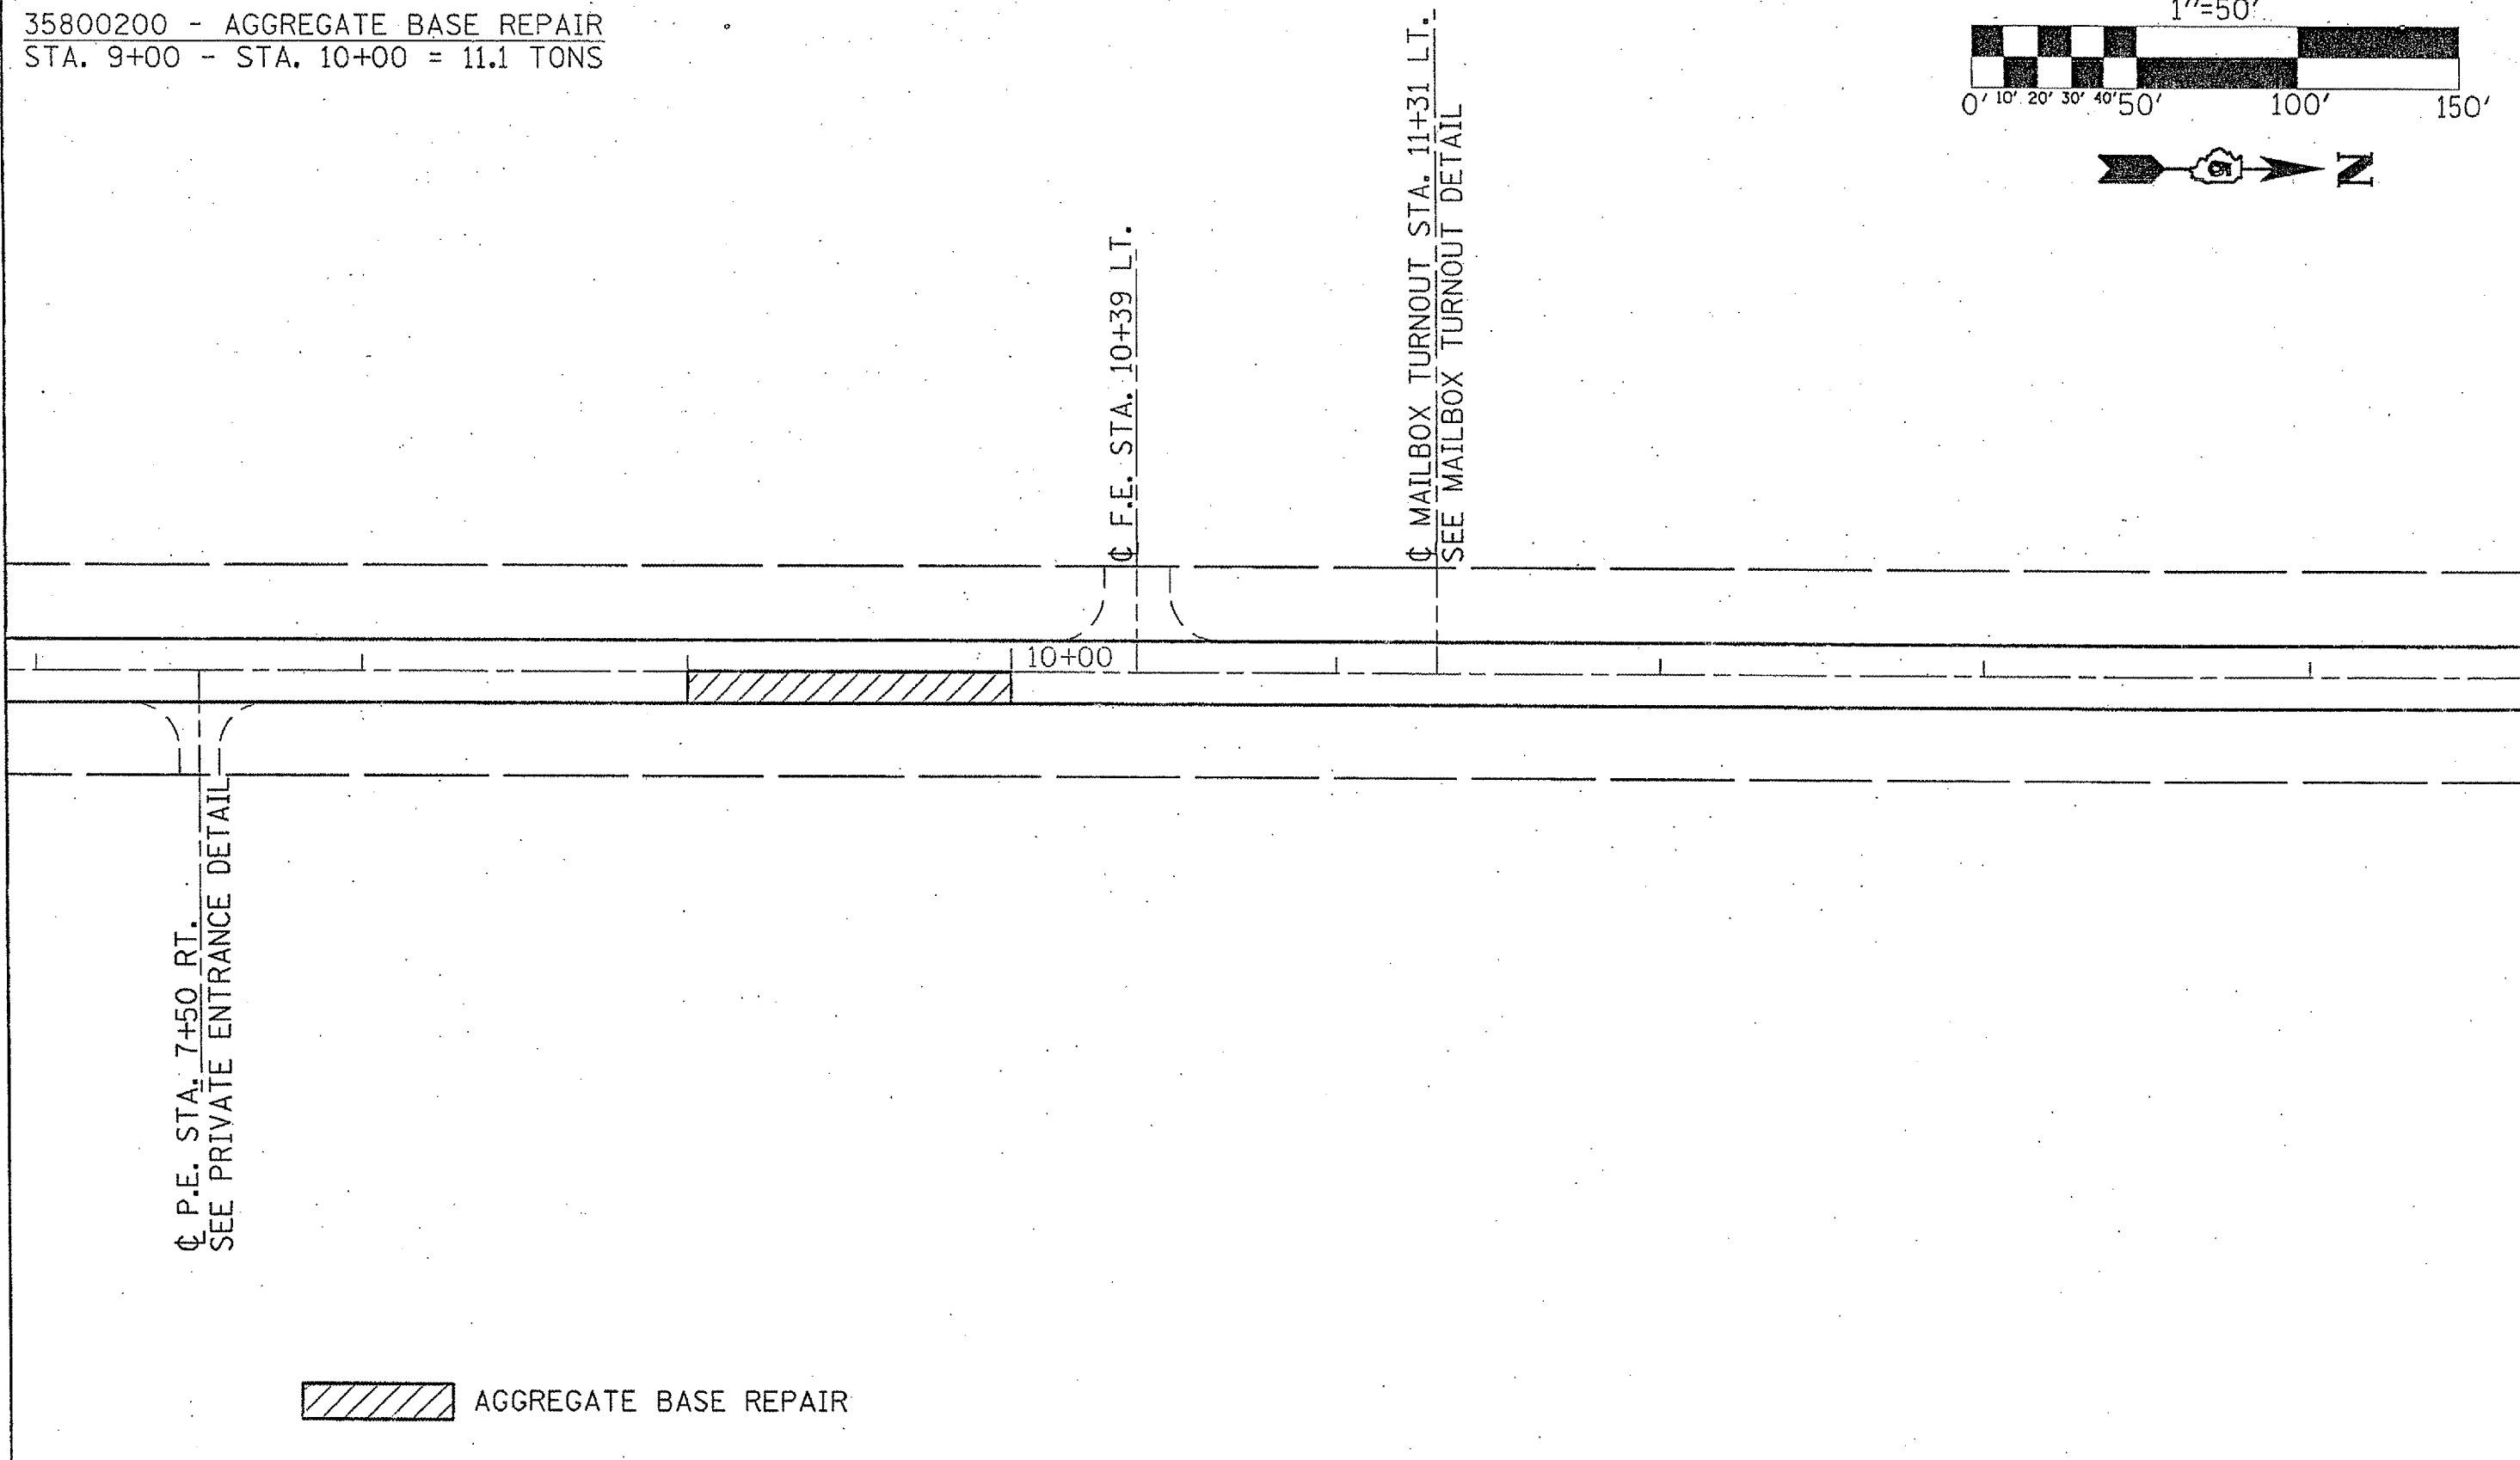 35800200 - AGGREGATE BASE REPAIR
STA. 9+00 - STA. 10+00 = 11.1 TONS
1"=50'
0' 10' 20' 30' 40' 50' 100' 150'
N
℄ F.E. STA. 10+39 LT.
℄ MAILBOX TURNOUT STA. 11+31 LT.
SEE MAILBOX TURNOUT DETAIL
10+00
℄ P.E. STA. 7+50 RT.
SEE PRIVATE ENTRANCE DETAIL
AGGREGATE BASE REPAIR